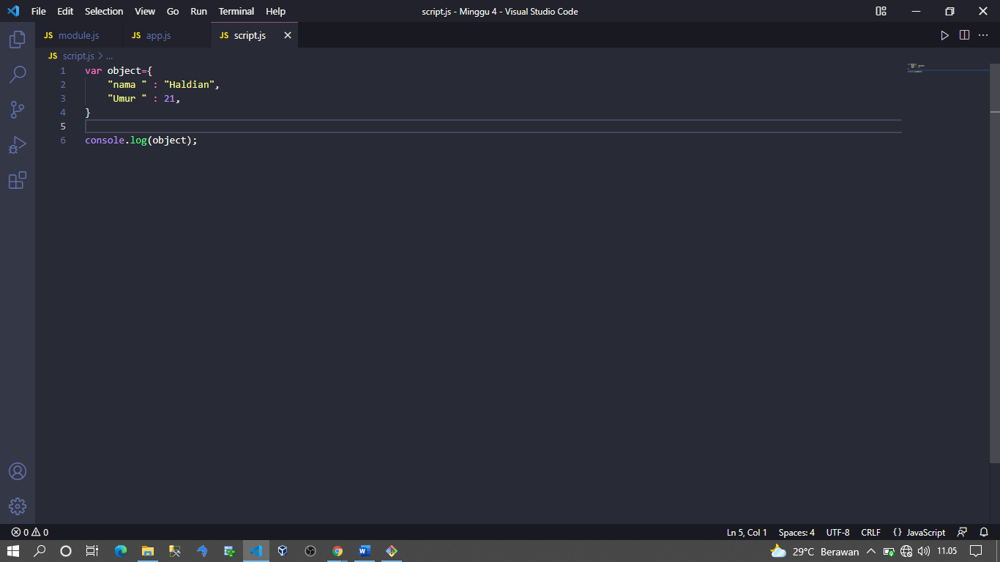 File Edit Selection View Go Run Terminal Help script.js - Minggu 4 - Visual Studio Code
JS module.js JS app.js JS script.js
JS script.js > ...
1 var object={
2 "nama " : "Haldian",
3 "Umur " : 21,
4 }
5
6 console.log(object);
0 0 Ln 5, Col 1 Spaces: 4 UTF-8 CRLF {} JavaScript
29°C Berawan 11.05